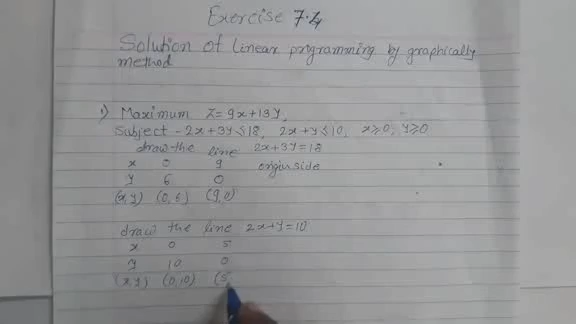 Exercise 7.4
Solution of linear programming by graphically
method
1) Maximum Z = 9x+13y,
Subject - 2x+3y ≤ 18, 2x+y ≤ 10, x≥0, y≥0
draw the line 2x+3y=18
x 0 9 origin side
y 6 0
(x,y) (0,6) (9,0)
draw the line 2x+y=10
x 0 5
y 10 0
(x,y) (0,10) (5,